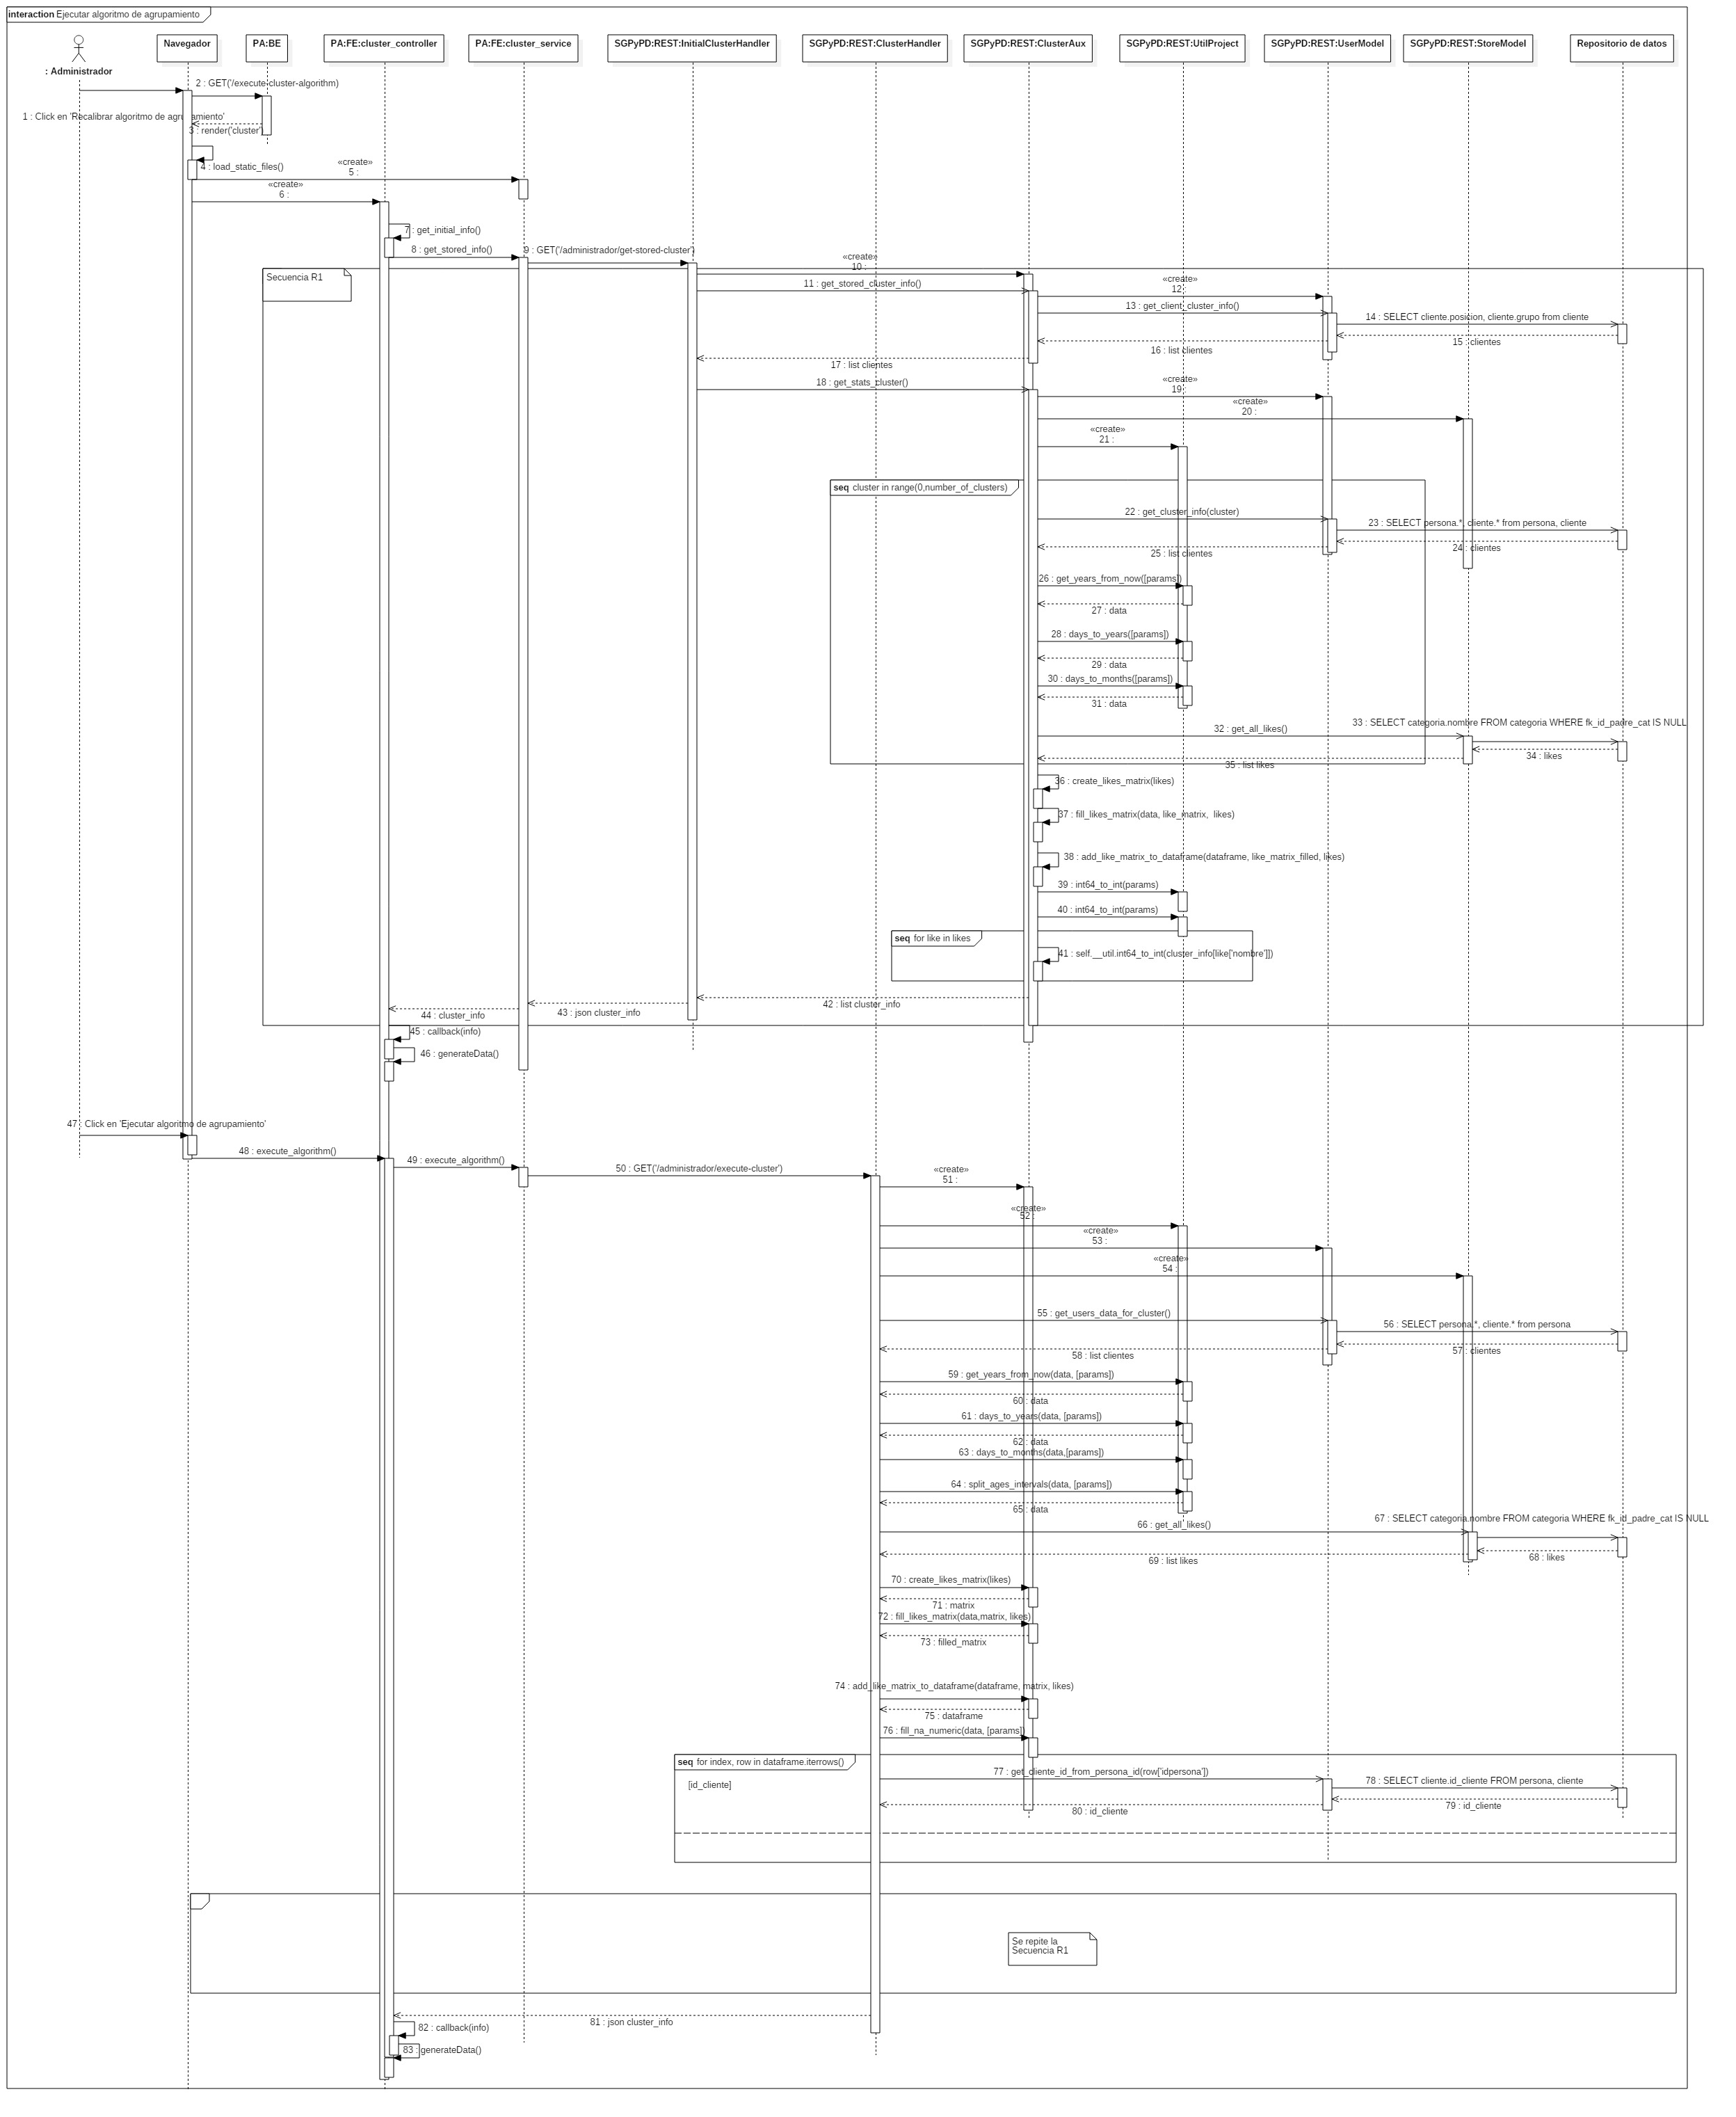 interaction Ejecutar algoritmo de agrupamiento
: Administrador
Navegador
PA:BE
PA:FE:cluster_controller
PA:FE:cluster_service
SGPyPD:REST:InitialClusterHandler
SGPyPD:REST:ClusterHandler
SGPyPD:REST:ClusterAux
SGPyPD:REST:UtilProject
SGPyPD:REST:UserModel
SGPyPD:REST:StoreModel
Repositorio de datos
1 : Click en 'Recalibrar algoritmo de agrupamiento'
2 : GET('/execute-cluster-algorithm)
3 : render('cluster')
4 : load_static_files()
«create»
5 :
«create»
6 :
7 : get_initial_info()
8 : get_stored_info()
9 : GET('/administrador/get-stored-cluster')
Secuencia R1
«create»
10 :
11 : get_stored_cluster_info()
«create»
12 :
13 : get_client_cluster_info()
14 : SELECT cliente.posicion, cliente.grupo from cliente
15 : clientes
16 : list clientes
17 : list clientes
18 : get_stats_cluster()
«create»
19 :
«create»
20 :
«create»
21 :
seq cluster in range(0,number_of_clusters)
22 : get_cluster_info(cluster)
23 : SELECT persona.*, cliente.* from persona, cliente
24 : clientes
25 : list clientes
26 : get_years_from_now([params])
27 : data
28 : days_to_years([params])
29 : data
30 : days_to_months([params])
31 : data
32 : get_all_likes()
33 : SELECT categoria.nombre FROM categoria WHERE fk_id_padre_cat IS NULL
34 : likes
35 : list likes
36 : create_likes_matrix(likes)
37 : fill_likes_matrix(data, like_matrix, likes)
38 : add_like_matrix_to_dataframe(dataframe, like_matrix_filled, likes)
39 : int64_to_int(params)
40 : int64_to_int(params)
seq for like in likes
41 : self.__util.int64_to_int(cluster_info[like['nombre']])
42 : list cluster_info
43 : json cluster_info
44 : cluster_info
45 : callback(info)
46 : generateData()
47 : Click en 'Ejecutar algoritmo de agrupamiento'
48 : execute_algorithm()
49 : execute_algorithm()
50 : GET('/administrador/execute-cluster')
«create»
51 :
«create»
52 :
«create»
53 :
«create»
54 :
55 : get_users_data_for_cluster()
56 : SELECT persona.*, cliente.* from persona
57 : clientes
58 : list clientes
59 : get_years_from_now(data, [params])
60 : data
61 : days_to_years(data, [params])
62 : data
63 : days_to_months(data,[params])
64 : split_ages_intervals(data, [params])
65 : data
66 : get_all_likes()
67 : SELECT categoria.nombre FROM categoria WHERE fk_id_padre_cat IS NULL
68 : likes
69 : list likes
70 : create_likes_matrix(likes)
71 : matrix
72 : fill_likes_matrix(data,matrix, likes)
73 : filled_matrix
74 : add_like_matrix_to_dataframe(dataframe, matrix, likes)
75 : dataframe
76 : fill_na_numeric(data, [params])
seq for index, row in dataframe.iterrows()
[id_cliente]
77 : get_cliente_id_from_persona_id(row['idpersona'])
78 : SELECT cliente.id_cliente FROM persona, cliente
79 : id_cliente
80 : id_cliente
Se repite la
Secuencia R1
81 : json cluster_info
82 : callback(info)
83 : generateData()